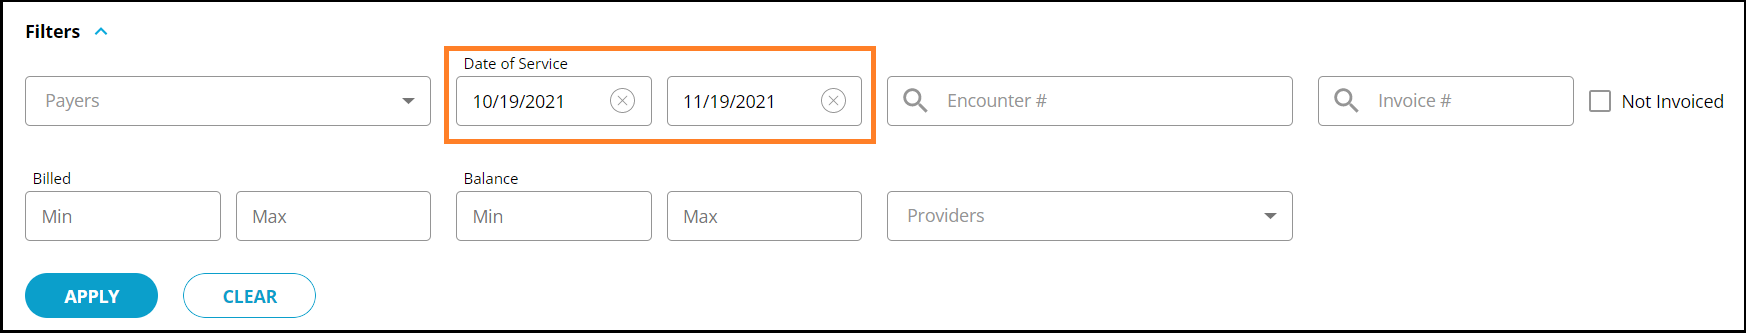 Filters
Date of Service
Payers
10/19/2021
11/19/2021
Encounter #
Invoice #
Not Invoiced
Billed
Balance
Min
Max
Min
Max
Providers
APPLY
CLEAR